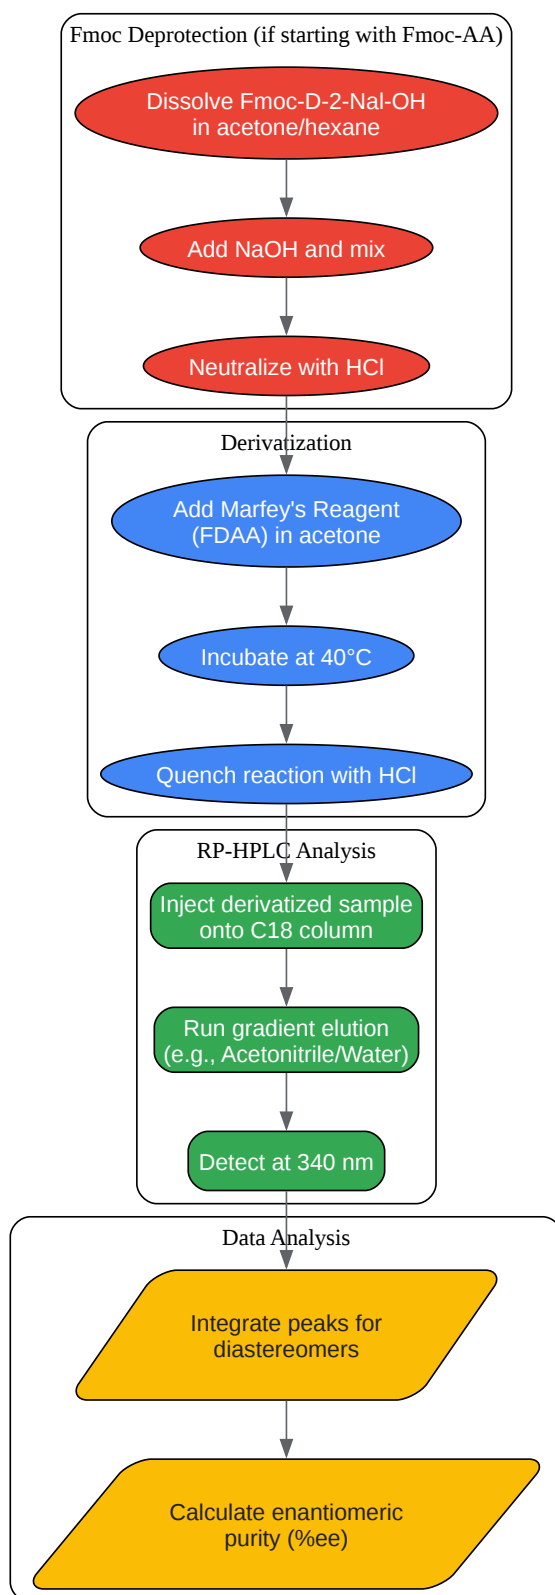 Fmoc Deprotection (if starting with Fmoc-AA)
Dissolve Fmoc-D-2-Nal-OH
in acetone/hexane
Add NaOH and mix
Neutralize with HCl
Derivatization
Add Marfey's Reagent
(FDAA) in acetone
Incubate at 40°C
Quench reaction with HCl
RP-HPLC Analysis
Inject derivatized sample
onto C18 column
Run gradient elution
(e.g., Acetonitrile/Water)
Detect at 340 nm
Data Analysis
Integrate peaks for
diastereomers
Calculate enantiomeric
purity (%ee)